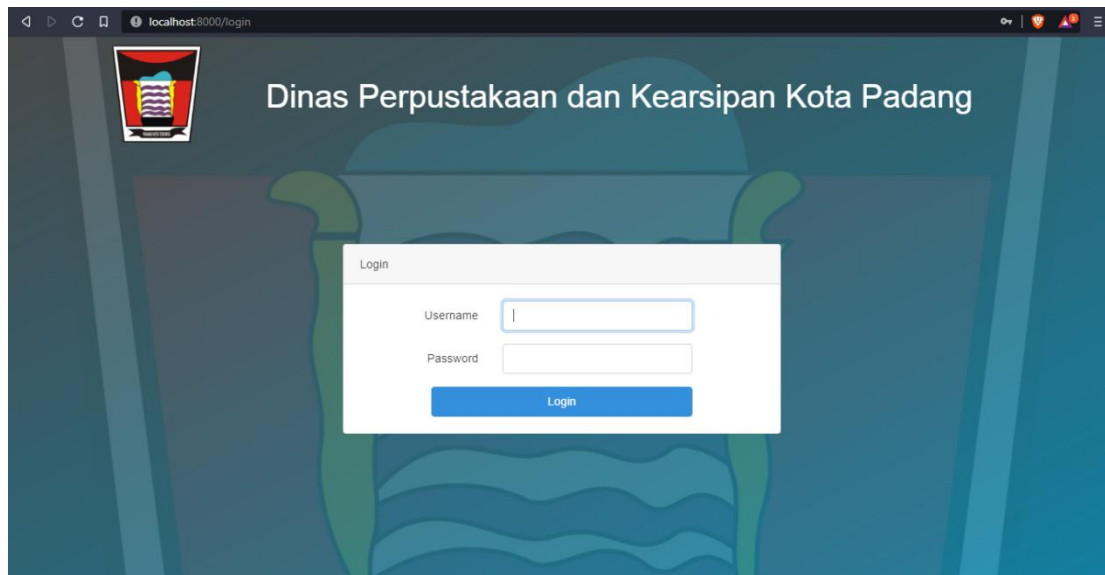 localhost:8000/login
Dinas Perpustakaan dan Kearsipan Kota Padang
Login
Username
Password
Login